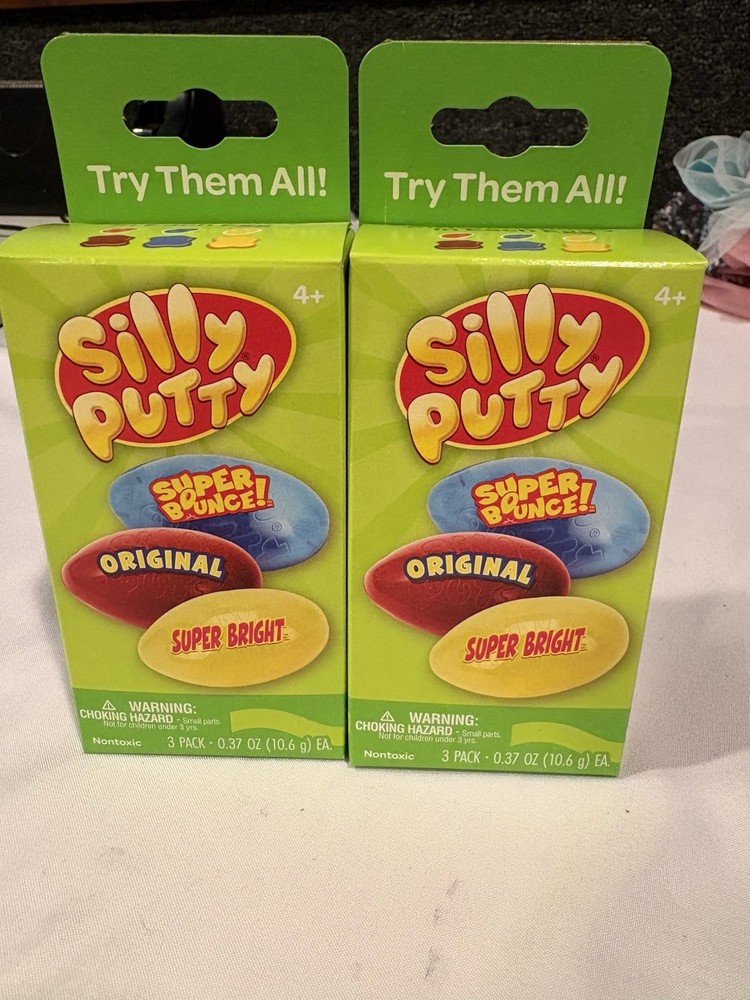 Try Them All!
4+
Silly
PUTTY
SUPER
BOUNCE!
ORIGINAL
SUPER BRIGHT
WARNING:
CHOKING HAZARD - Small parts
Not for children under 3 yrs.
Nontoxic
3 PACK · 0.37 OZ (10.6 g) EA.
Try Them All!
4+
Silly
PUTTY
SUPER
BOUNCE!
ORIGINAL
SUPER BRIGHT
WARNING:
CHOKING HAZARD - Small parts.
Not for children under 3 yrs.
Nontoxic
3 PACK · 0.37 OZ (10.6 g) EA.